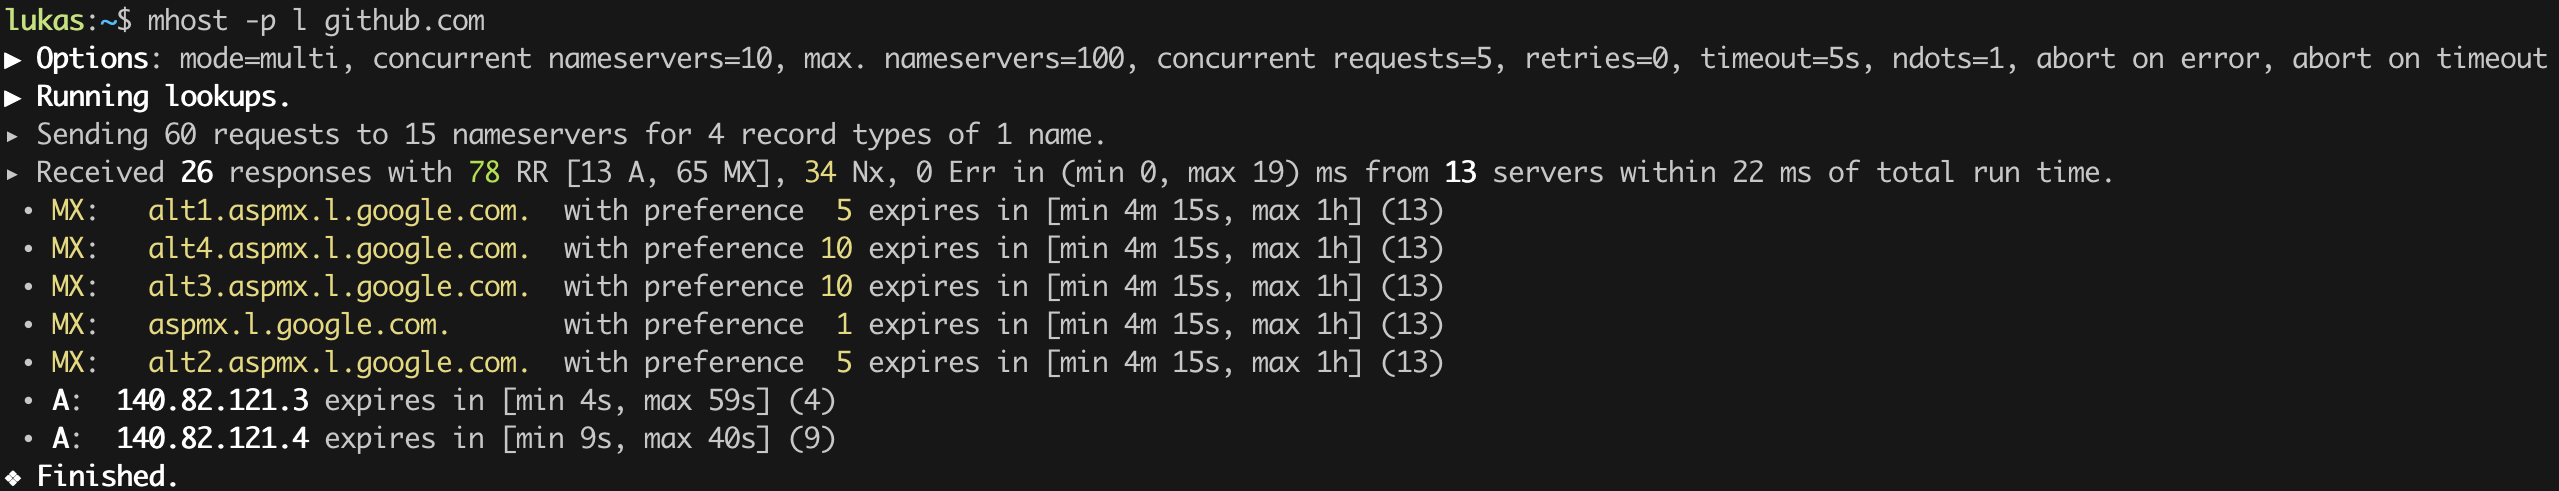 lukas:~$ mhost -p l github.com
▶ Options: mode=multi, concurrent nameservers=10, max. nameservers=100, concurrent requests=5, retries=0, timeout=5s, ndots=1, abort on error, abort on timeout
▶ Running lookups.
▸ Sending 60 requests to 15 nameservers for 4 record types of 1 name.
▸ Received 26 responses with 78 RR [13 A, 65 MX], 34 Nx, 0 Err in (min 0, max 19) ms from 13 servers within 22 ms of total run time.
• MX:   alt1.aspmx.l.google.com.  with preference  5 expires in [min 4m 15s, max 1h] (13)
• MX:   alt4.aspmx.l.google.com.  with preference 10 expires in [min 4m 15s, max 1h] (13)
• MX:   alt3.aspmx.l.google.com.  with preference 10 expires in [min 4m 15s, max 1h] (13)
• MX:   aspmx.l.google.com.       with preference  1 expires in [min 4m 15s, max 1h] (13)
• MX:   alt2.aspmx.l.google.com.  with preference  5 expires in [min 4m 15s, max 1h] (13)
• A:  140.82.121.3 expires in [min 4s, max 59s] (4)
• A:  140.82.121.4 expires in [min 9s, max 40s] (9)
❖ Finished.